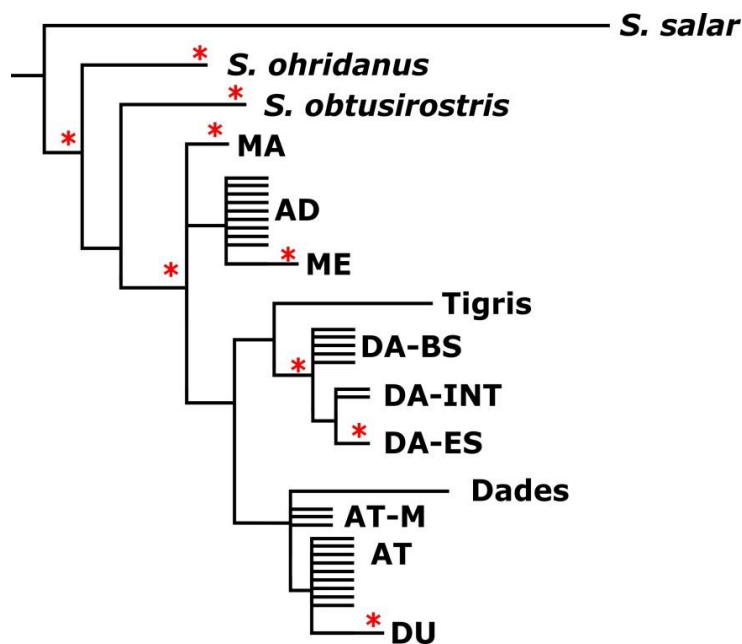 S. salar
*
S. ohridanus
*
S. obtusirostris
*
*
MA
AD
*
ME
*
Tigris
DA-BS
*
DA-INT
*
DA-ES
Dades
AT-M
AT
*
DU